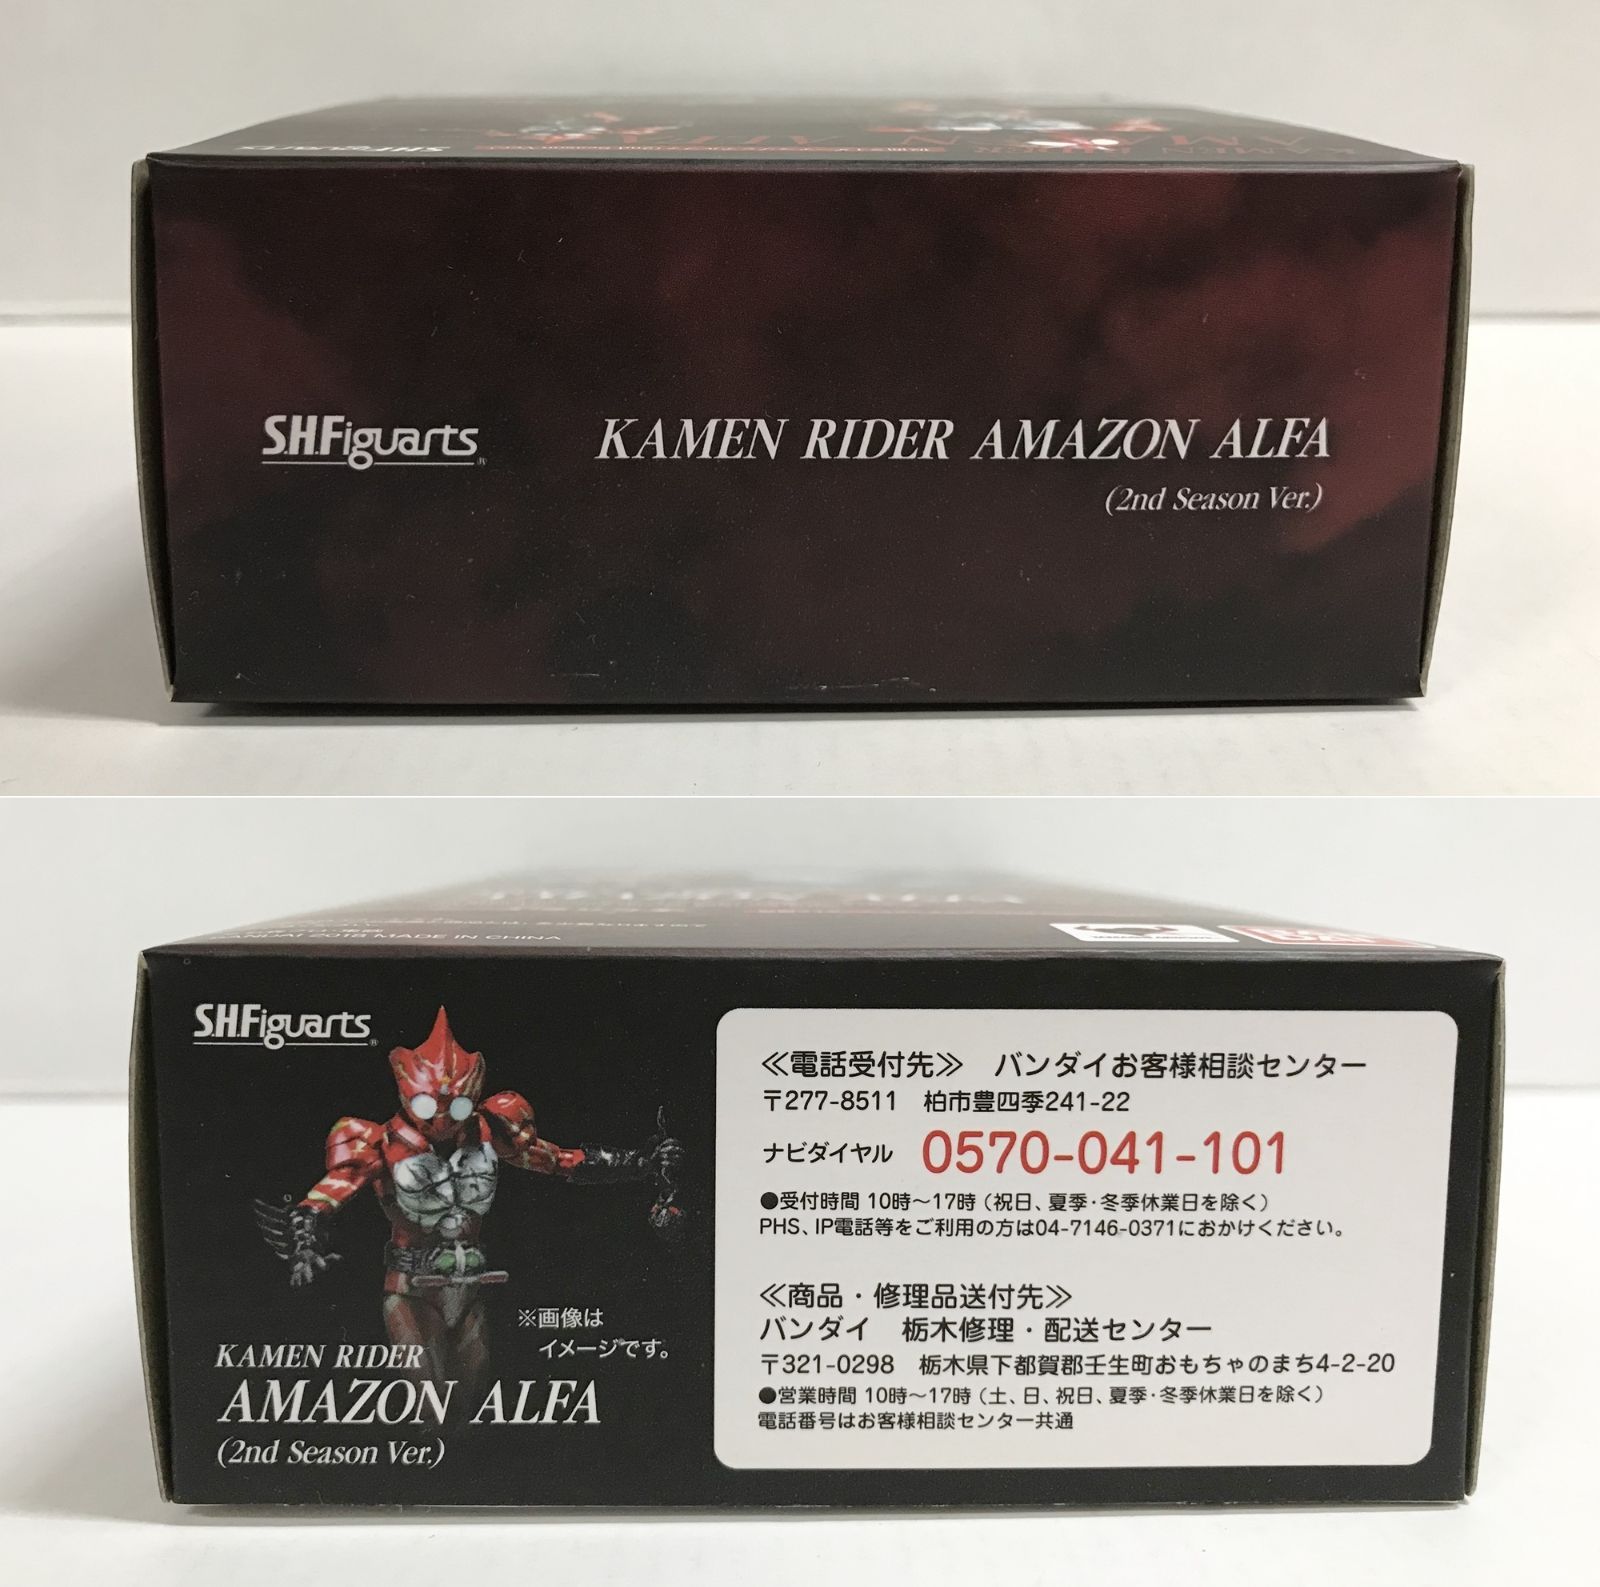 S.H.Figuarts
S.H.Figuarts®
KAMEN RIDER AMAZON ALFA
(2nd Season Ver.)
BANDAI 2018 MADE IN CHINA
S.H.Figuarts®
KAMEN RIDER
AMAZON ALFA
(2nd Season Ver.)
※画像は
イメージです。
≪電話受付先≫ バンダイお客様相談センター
〒277-8511 柏市豊四季241-22
ナビダイヤル 0570-041-101
●受付時間 10時～17時（祝日、夏季・冬季休業日を除く）
PHS、IP電話等をご利用の方は04-7146-0371におかけください。
≪商品・修理品送付先≫
バンダイ 栃木修理・配送センター
〒321-0298 栃木県下都賀郡壬生町おもちゃのまち4-2-20
●営業時間 10時～17時（土、日、祝日、夏季・冬季休業日を除く）
電話番号はお客様相談センター共通